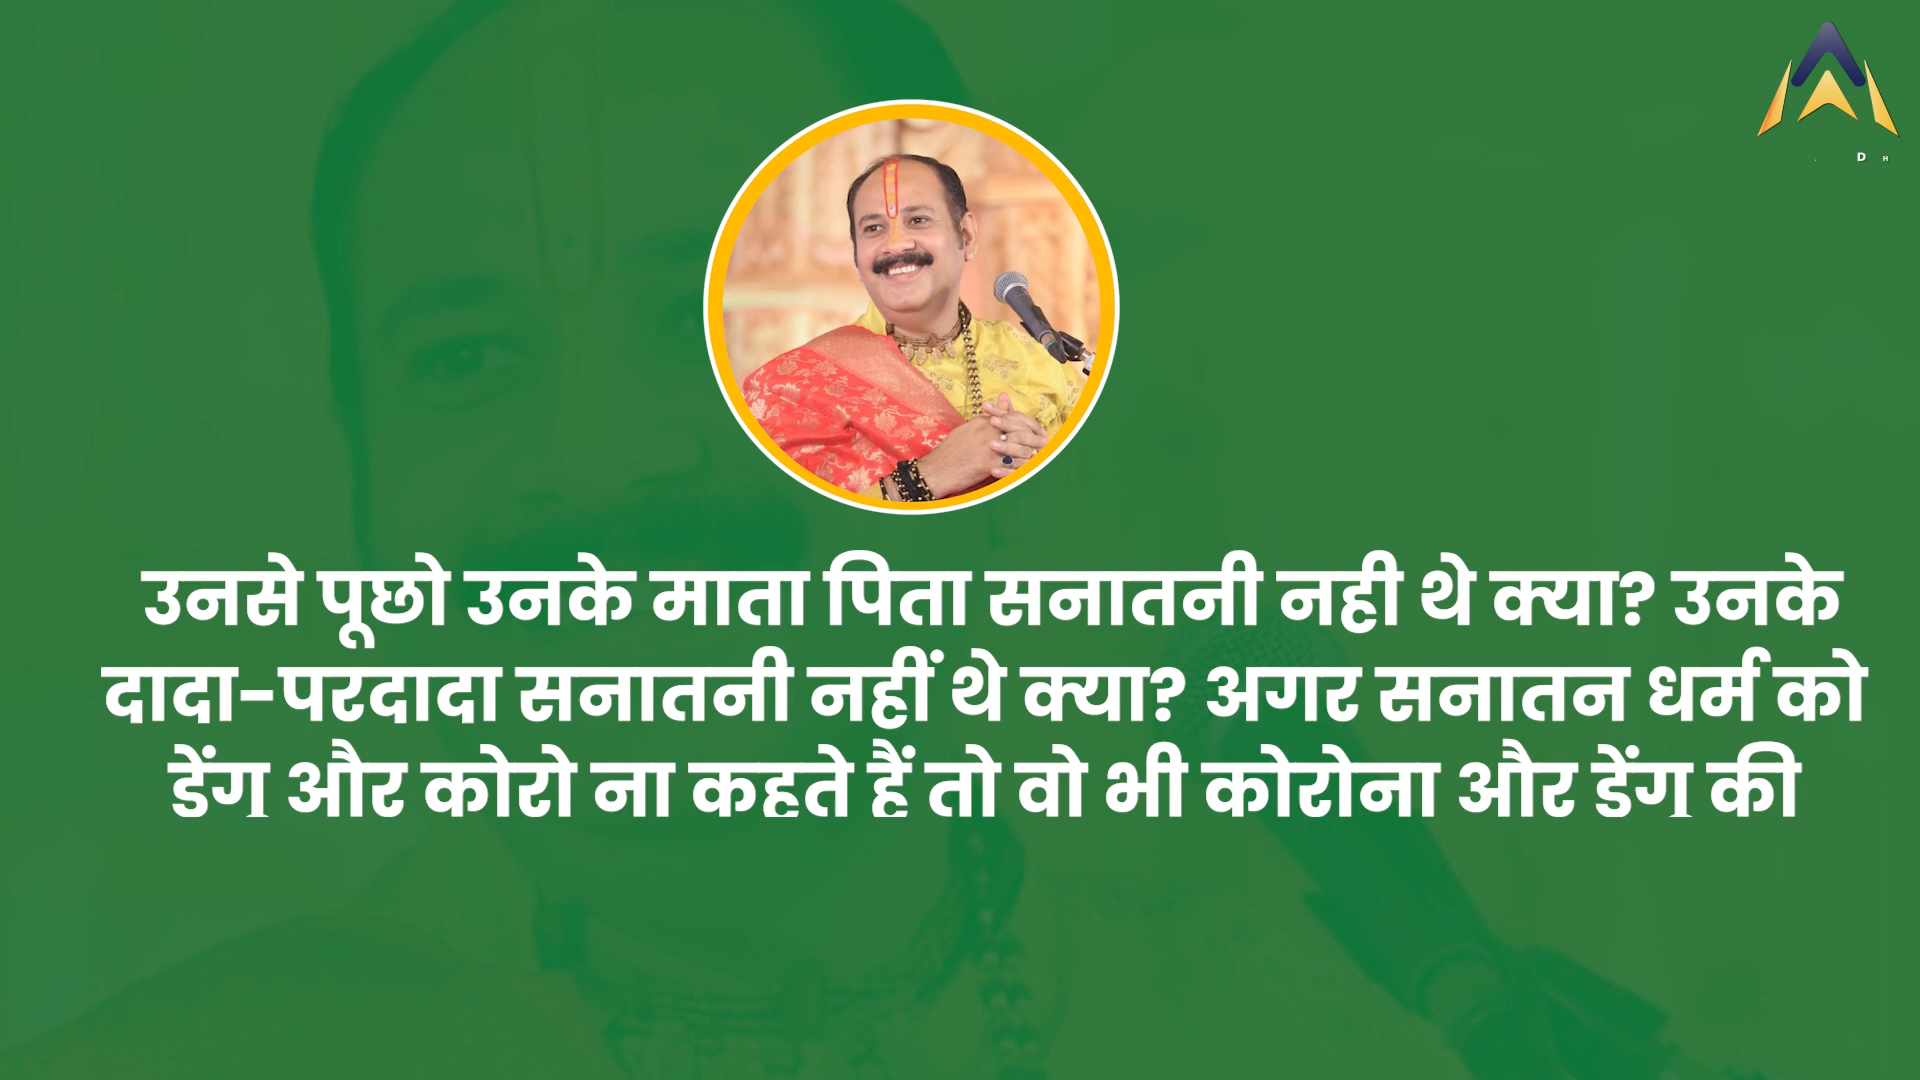 D H
उनसे पूछो उनके माता पिता सनातनी नही थे क्या? उनके
दादा-परदादा सनातनी नहीं थे क्या? अगर सनातन धर्म को
डेंगू और कोरो ना कहते हैं तो वो भी कोरोना और डेंगू की